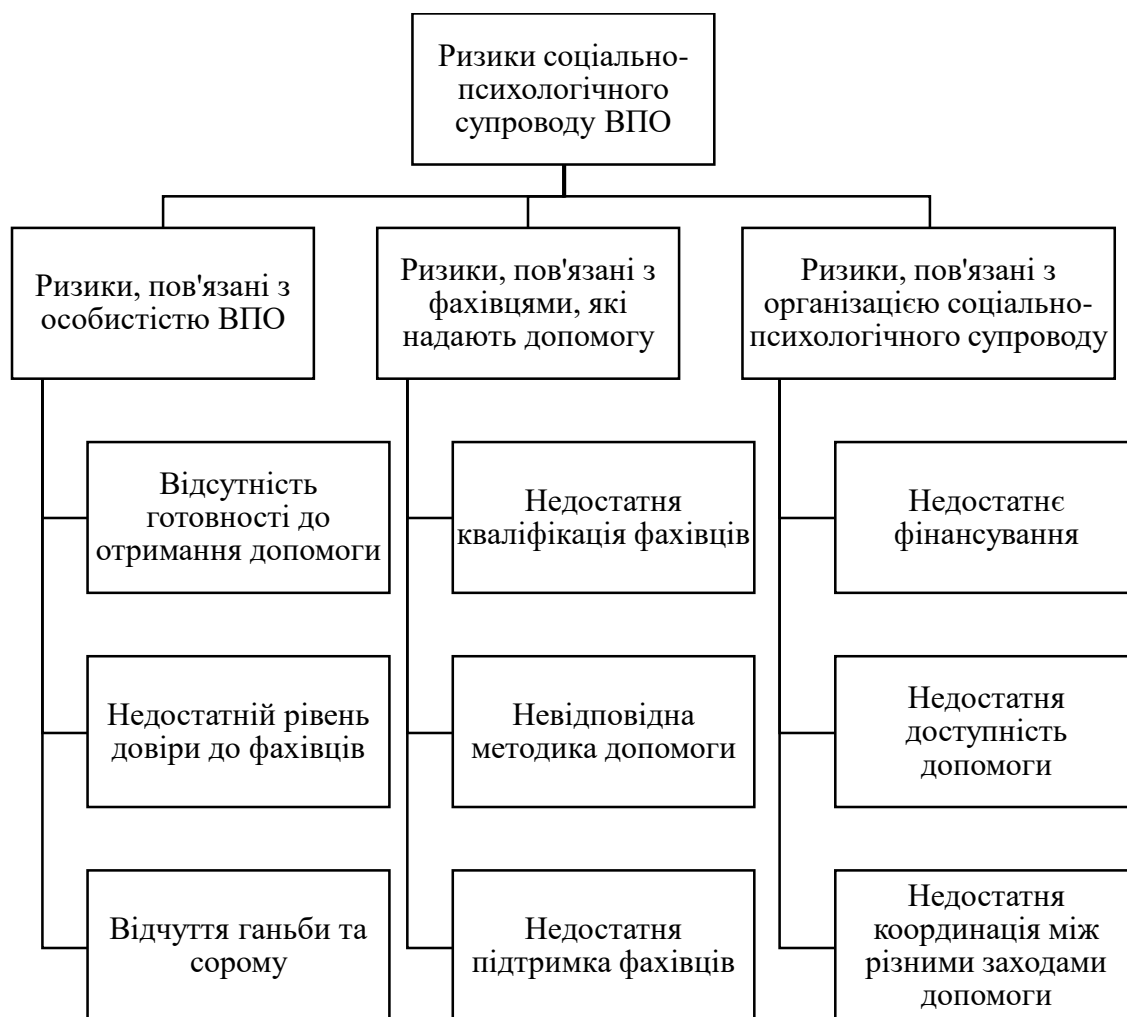 Ризики соціально-
психологічного
супроводу ВПО
Ризики, пов'язані з
особистістю ВПО
Ризики, пов'язані з
фахівцями, які
надають допомогу
Ризики, пов'язані з
організацією соціально-
психологічного супроводу
Відсутність
готовності до
отримання допомоги
Недостатня
кваліфікація фахівців
Недостатнє
фінансування
Недостатній рівень
довіри до фахівців
Невідповідна
методика допомоги
Недостатня
доступність
допомоги
Відчуття ганьби та
сорому
Недостатня
підтримка фахівців
Недостатня
координація між
різними заходами
допомоги